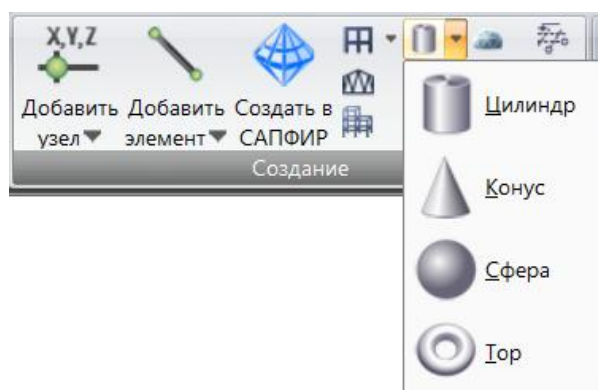 X,Y,Z
Добавить Добавить Создать в
узел элемент САПФИР
Создание
Цилиндр
Конус
Сфера
Тор